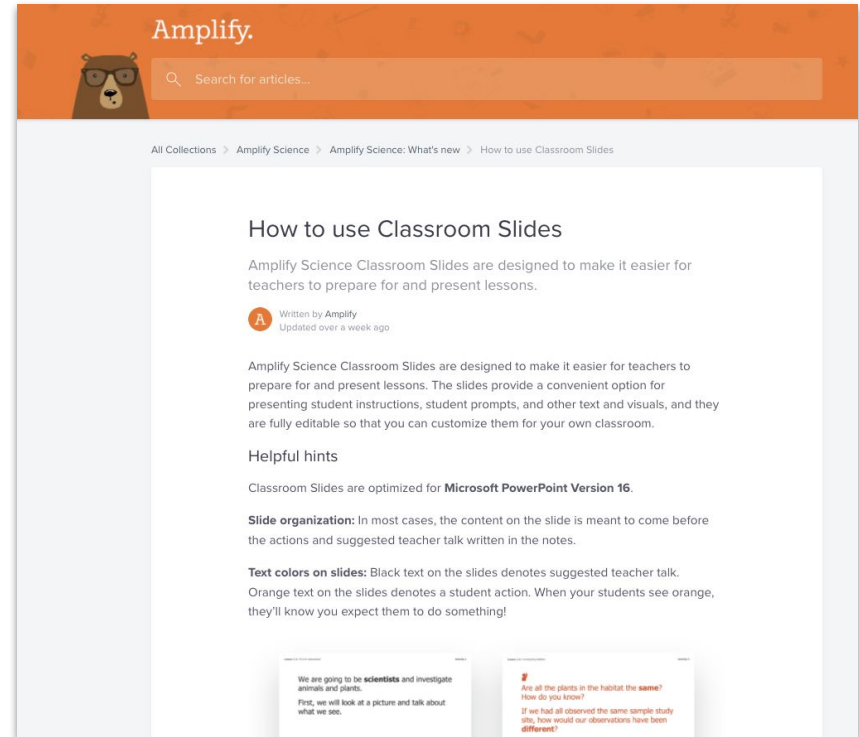 Amplify.
Search for articles...
All Collections > Amplify Science > Amplify Science: What's new > How to use Classroom Slides
How to use Classroom Slides
Amplify Science Classroom Slides are designed to make it easier for
teachers to prepare for and present lessons.
A
Written by Amplify
Updated over a week ago
Amplify Science Classroom Slides are designed to make it easier for teachers to
prepare for and present lessons. The slides provide a convenient option for
presenting student instructions, student prompts, and other text and visuals, and they
are fully editable so that you can customize them for your own classroom.
Helpful hints
Classroom Slides are optimized for Microsoft PowerPoint Version 16.
Slide organization: In most cases, the content on the slide is meant to come before
the actions and suggested teacher talk written in the notes.
Text colors on slides: Black text on the slides denotes suggested teacher talk.
Orange text on the slides denotes a student action. When your students see orange,
they'll know you expect them to do something!
We are going to be scientists and investigate
animals and plants.
First, we will look at a picture and talk about
what we see.
Are all the plants in the habitat the same?
How do you know?
If we had all observed the same sample study
site, how would our observations have been
different?